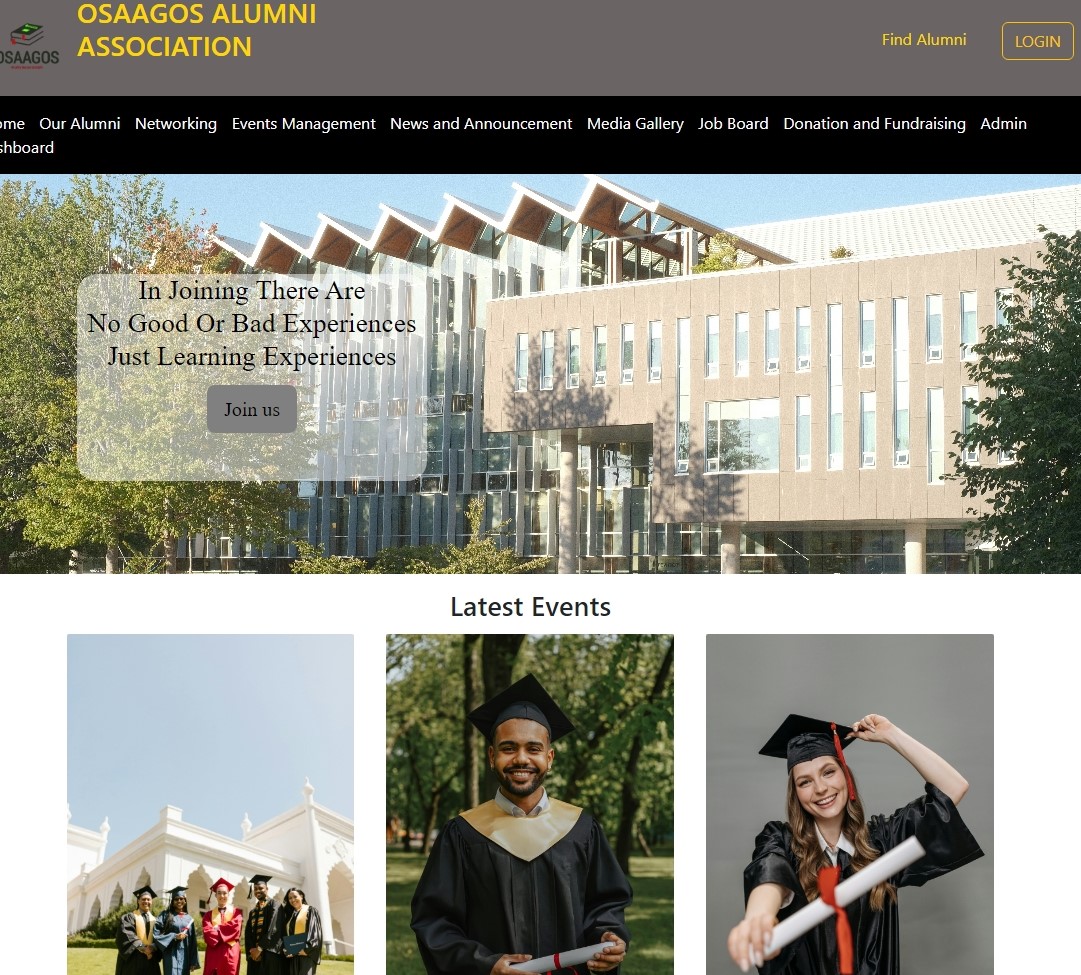 OSAAGOS ALUMNI
ASSOCIATION
OSAAGOS
Find Alumni
LOGIN
ome Our Alumni Networking Events Management News and Announcement Media Gallery Job Board Donation and Fundraising Admin
shboard
In Joining There Are
No Good Or Bad Experiences
Just Learning Experiences
Join us
Latest Events